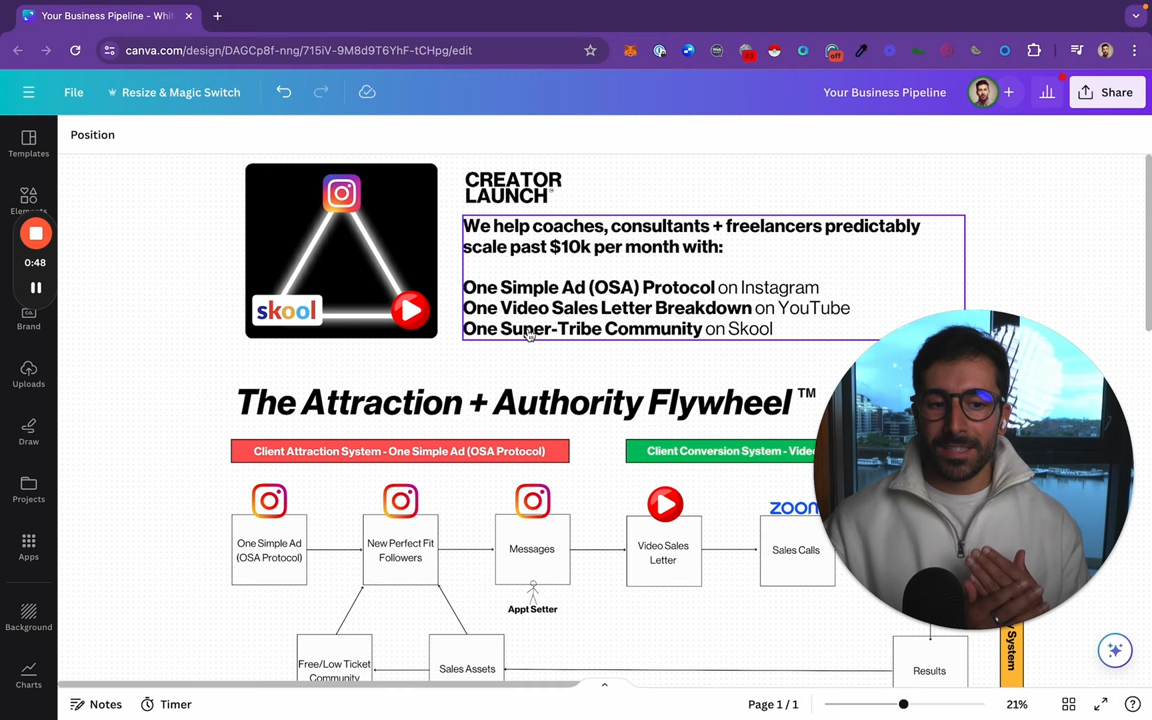 Your Business Pipeline - Whit
canva.com/design/DAGCp8f-nng/715iV-9M8d9T6YhF-tCHpg/edit
off
File
Resize & Magic Switch
Your Business Pipeline
Share
Position
Templates
Elements
0:48
Brand
Uploads
Draw
Projects
Apps
Background
Charts
skool
CREATOR
LAUNCH™
We help coaches, consultants + freelancers predictably
scale past $10k per month with:
One Simple Ad (OSA) Protocol on Instagram
One Video Sales Letter Breakdown on YouTube
One Super-Tribe Community on Skool
The Attraction + Authority Flywheel ™
Client Attraction System - One Simple Ad (OSA Protocol)
Client Conversion System - Video
zoom
One Simple Ad
(OSA Protocol)
New Perfect Fit
Followers
Messages
Video Sales
Letter
Sales Calls
Appt Setter
Free/Low Ticket
Community
Sales Assets
Results
System
Notes
Timer
Page 1 / 1
21%